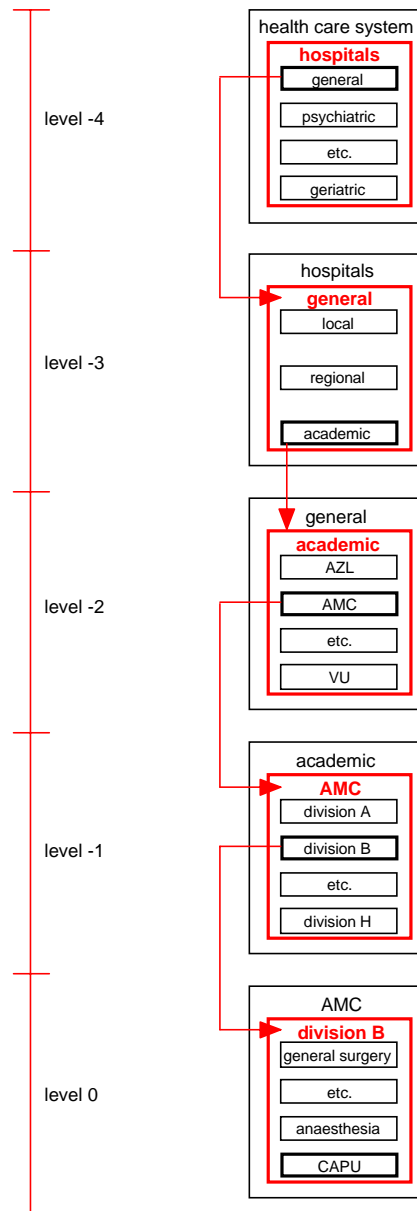 health care system
hospitals
general
level -4
psychiatric
etc.
geriatric
hospitals
general
local
level -3
regional
academic
general
academic
AZL
level -2
AMC
etc.
VU
academic
AMC
division A
level -1
division B
etc.
division H
AMC
division B
general surgery
level 0
etc.
anaesthesia
CAPU